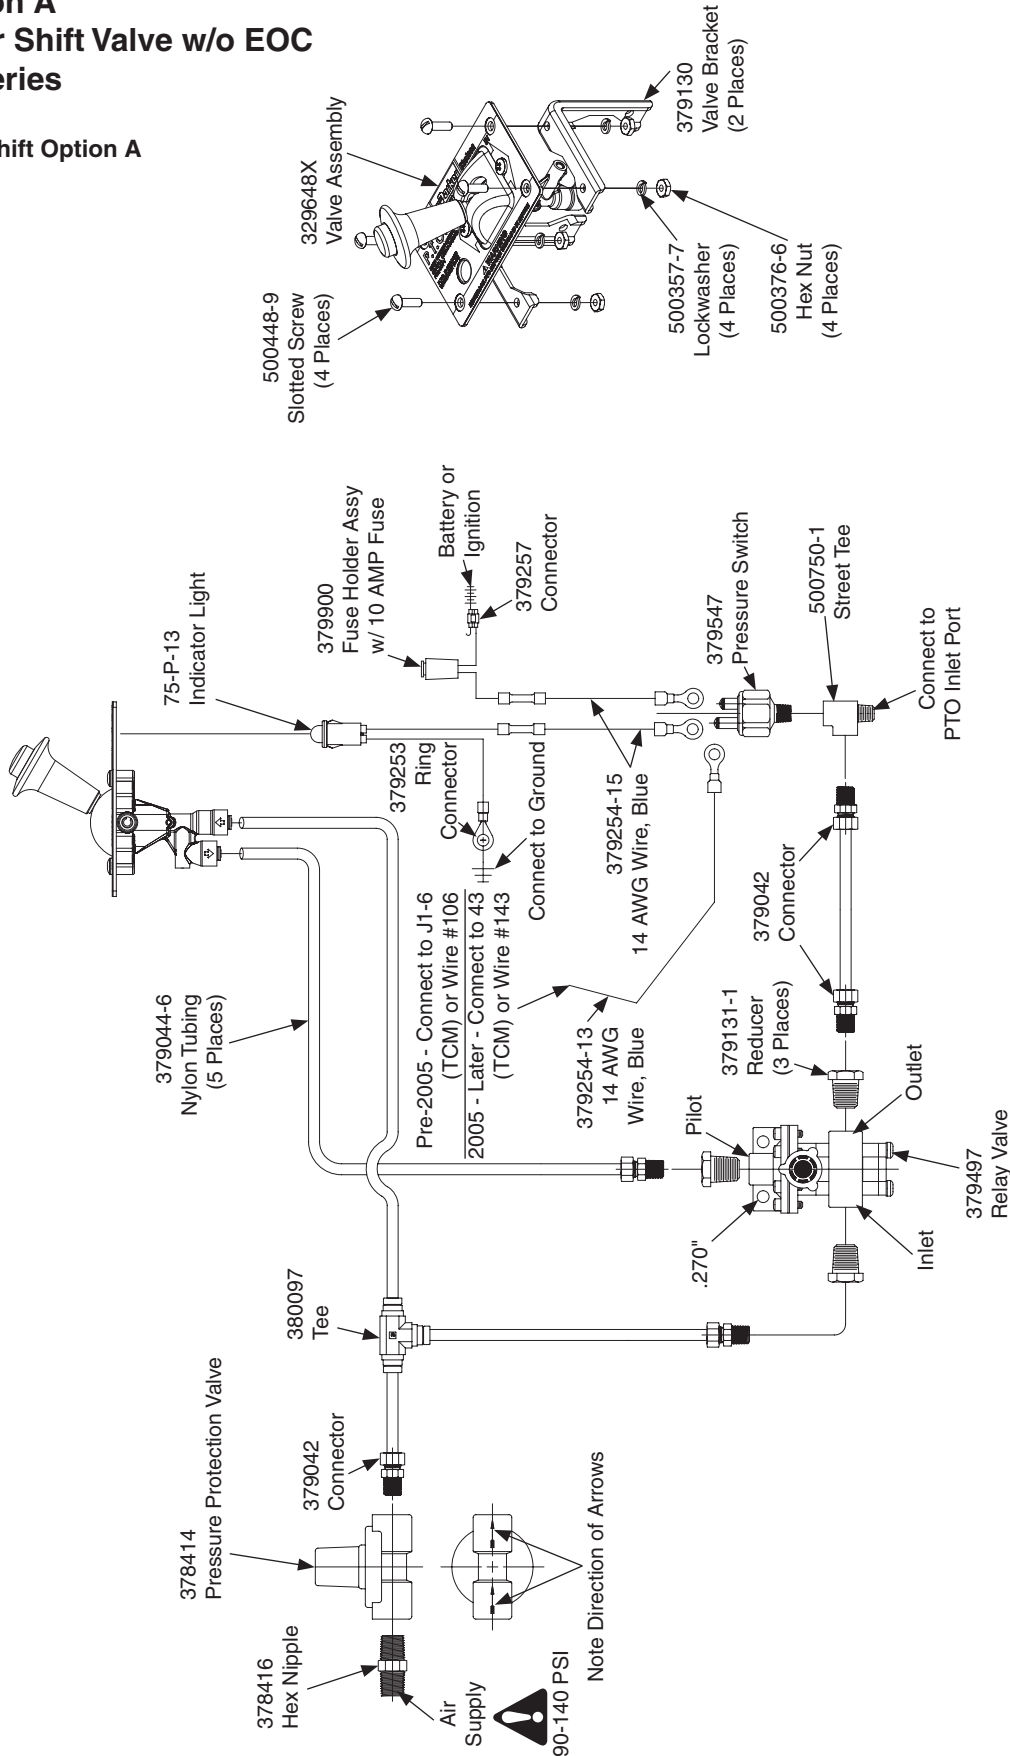 on A
r Shift Valve w/o EOC
eries
hift Option A
329648X
Valve Assembly
379130
Valve Bracket
(2 Places)
500448-9
Slotted Screw
(4 Places)
500357-7
Lockwasher
(4 Places)
500376-6
Hex Nut
(4 Places)
75-P-13
Indicator Light
379900
Fuse Holder Assy
w/ 10 AMP Fuse
Battery or
Ignition
379257
Connector
379547
Pressure Switch
500750-1
Street Tee
Connect to
PTO Inlet Port
379253
Ring
Connector
Connect to Ground
379254-15
14 AWG Wire, Blue
379044-6
Nylon Tubing
(5 Places)
Pre-2005 - Connect to J1-6
(TCM) or Wire #106
2005 - Later - Connect to 43
(TCM) or Wire #143
379254-13
14 AWG
Wire, Blue
379042
Connector
379131-1
Reducer
(3 Places)
Pilot
Outlet
.270"
379497
Relay Valve
Inlet
380097
Tee
378414
Pressure Protection Valve
379042
Connector
378416
Hex Nipple
Air
Supply
90-140 PSI
Note Direction of Arrows